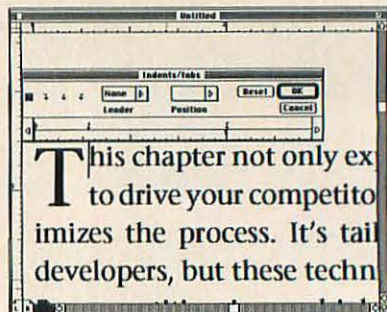 Untitled
Indents/tabs
None Reset OK
Leader Position Cancel
This chapter not only ex
to drive your competito
imizes the process. It's tail
developers, but these techn